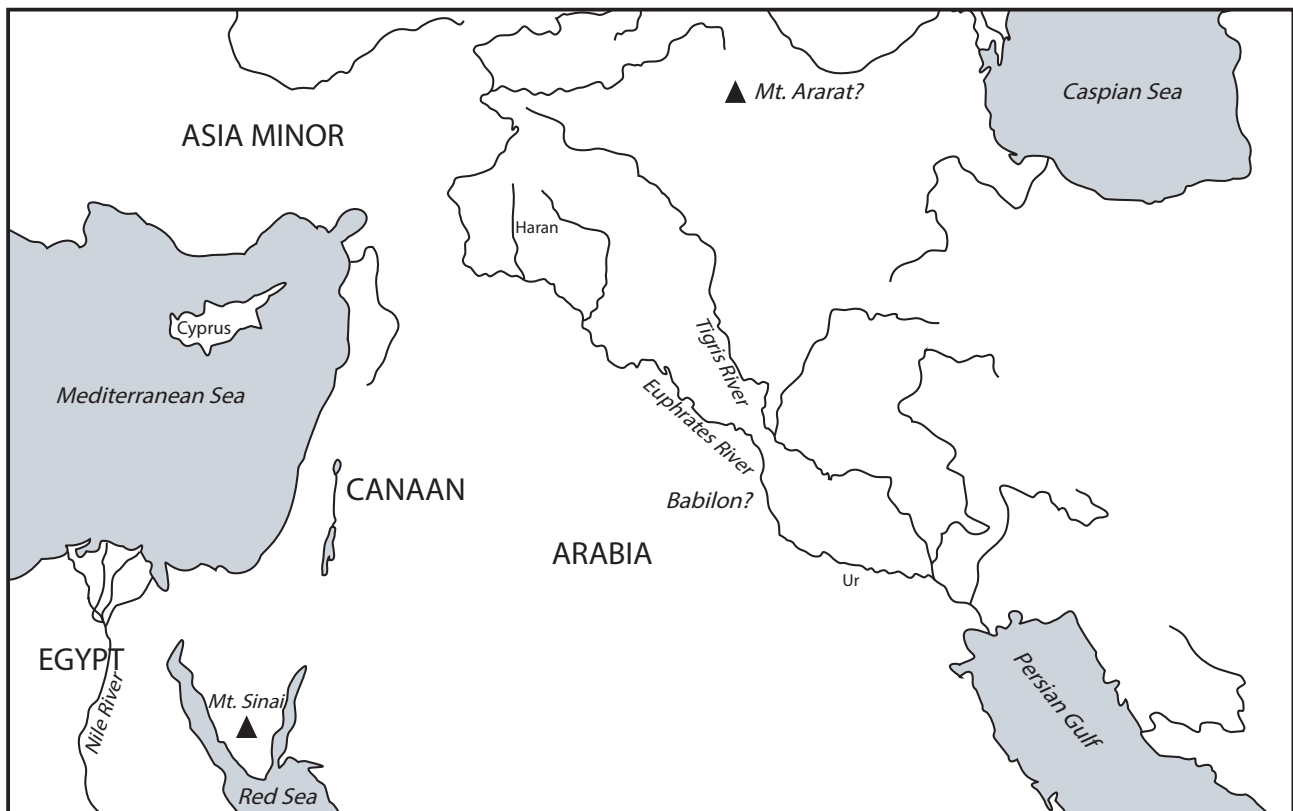 Mt. Ararat?
Caspian Sea
ASIA MINOR
Haran
Cyprus
Tigris River
Mediterranean Sea
Euphrates River
CANAAN
Babilon?
ARABIA
Ur
EGYPT
Nile River
Mt. Sinai
Persian Gulf
Red Sea